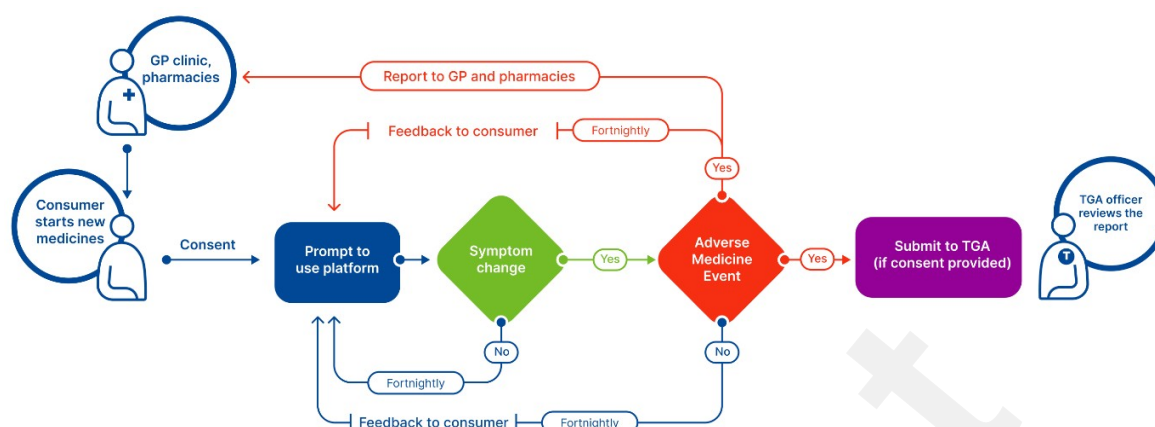 GP clinic,
pharmacies
Report to GP and pharmacies
Feedback to consumer
Fortnightly
Yes
Consumer
starts new
medicines
Consent
Prompt to
use platform
Symptom
change
Yes
Adverse
Medicine
Event
Yes
Submit to TGA
(if consent provided)
TGA officer
reviews the
report
T
No
No
Fortnightly
Feedback to consumer
Fortnightly